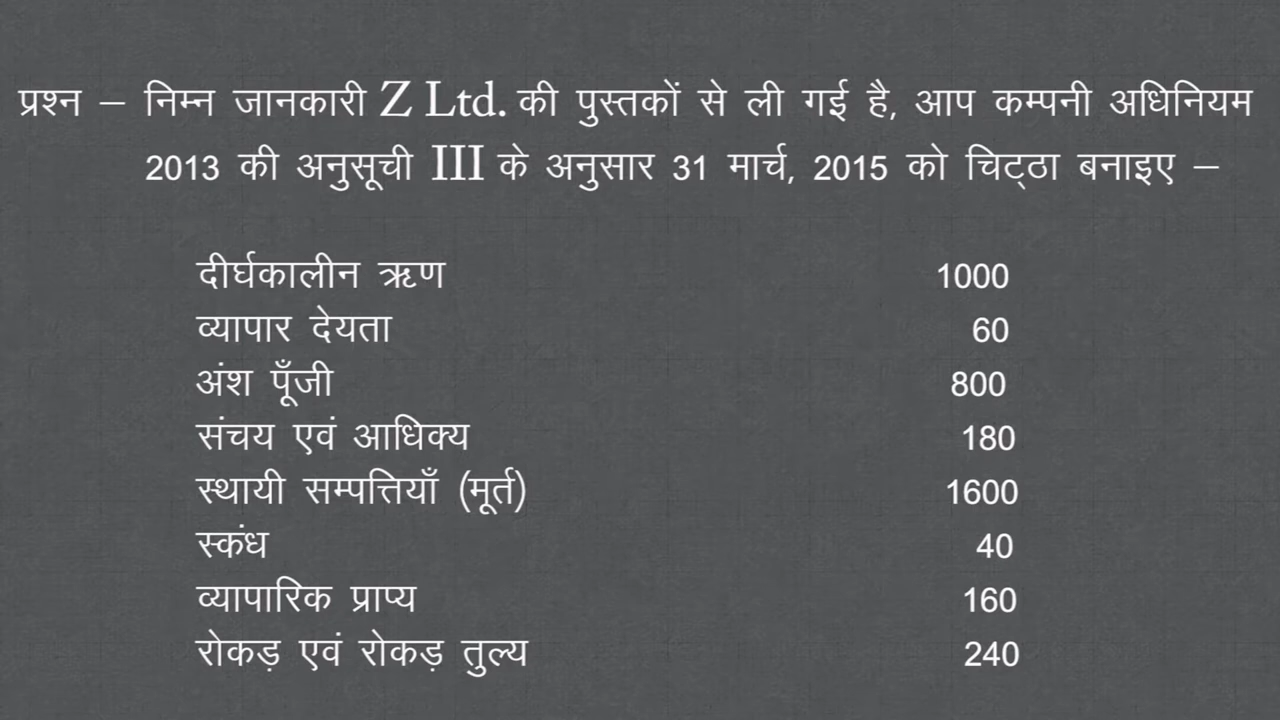 प्रश्न – निम्न जानकारी Z Ltd. की पुस्तकों से ली गई है, आप कम्पनी अधिनियम
2013 की अनुसूची III के अनुसार 31 मार्च, 2015 को चिट्ठा बनाइए –
दीर्घकालीन ऋण 1000
व्यापार देयता 60
अंश पूँजी 800
संचय एवं आधिक्य 180
स्थायी सम्पत्तियाँ (मूर्त) 1600
स्कंध 40
व्यापारिक प्राप्य 160
रोकड़ एवं रोकड़ तुल्य 240